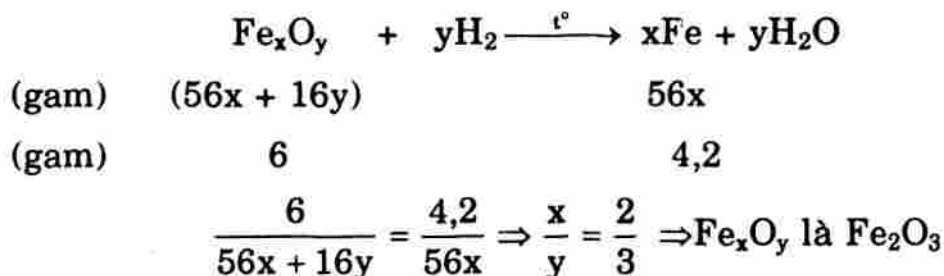 FeₓOᵧ + yH₂ —t°→ xFe + yH₂O
(gam) (56x + 16y) 56x
(gam) 6 4,2
6/(56x + 16y) = 4,2/56x ⇒ x/y = 2/3 ⇒FeₓOᵧ là Fe₂O₃